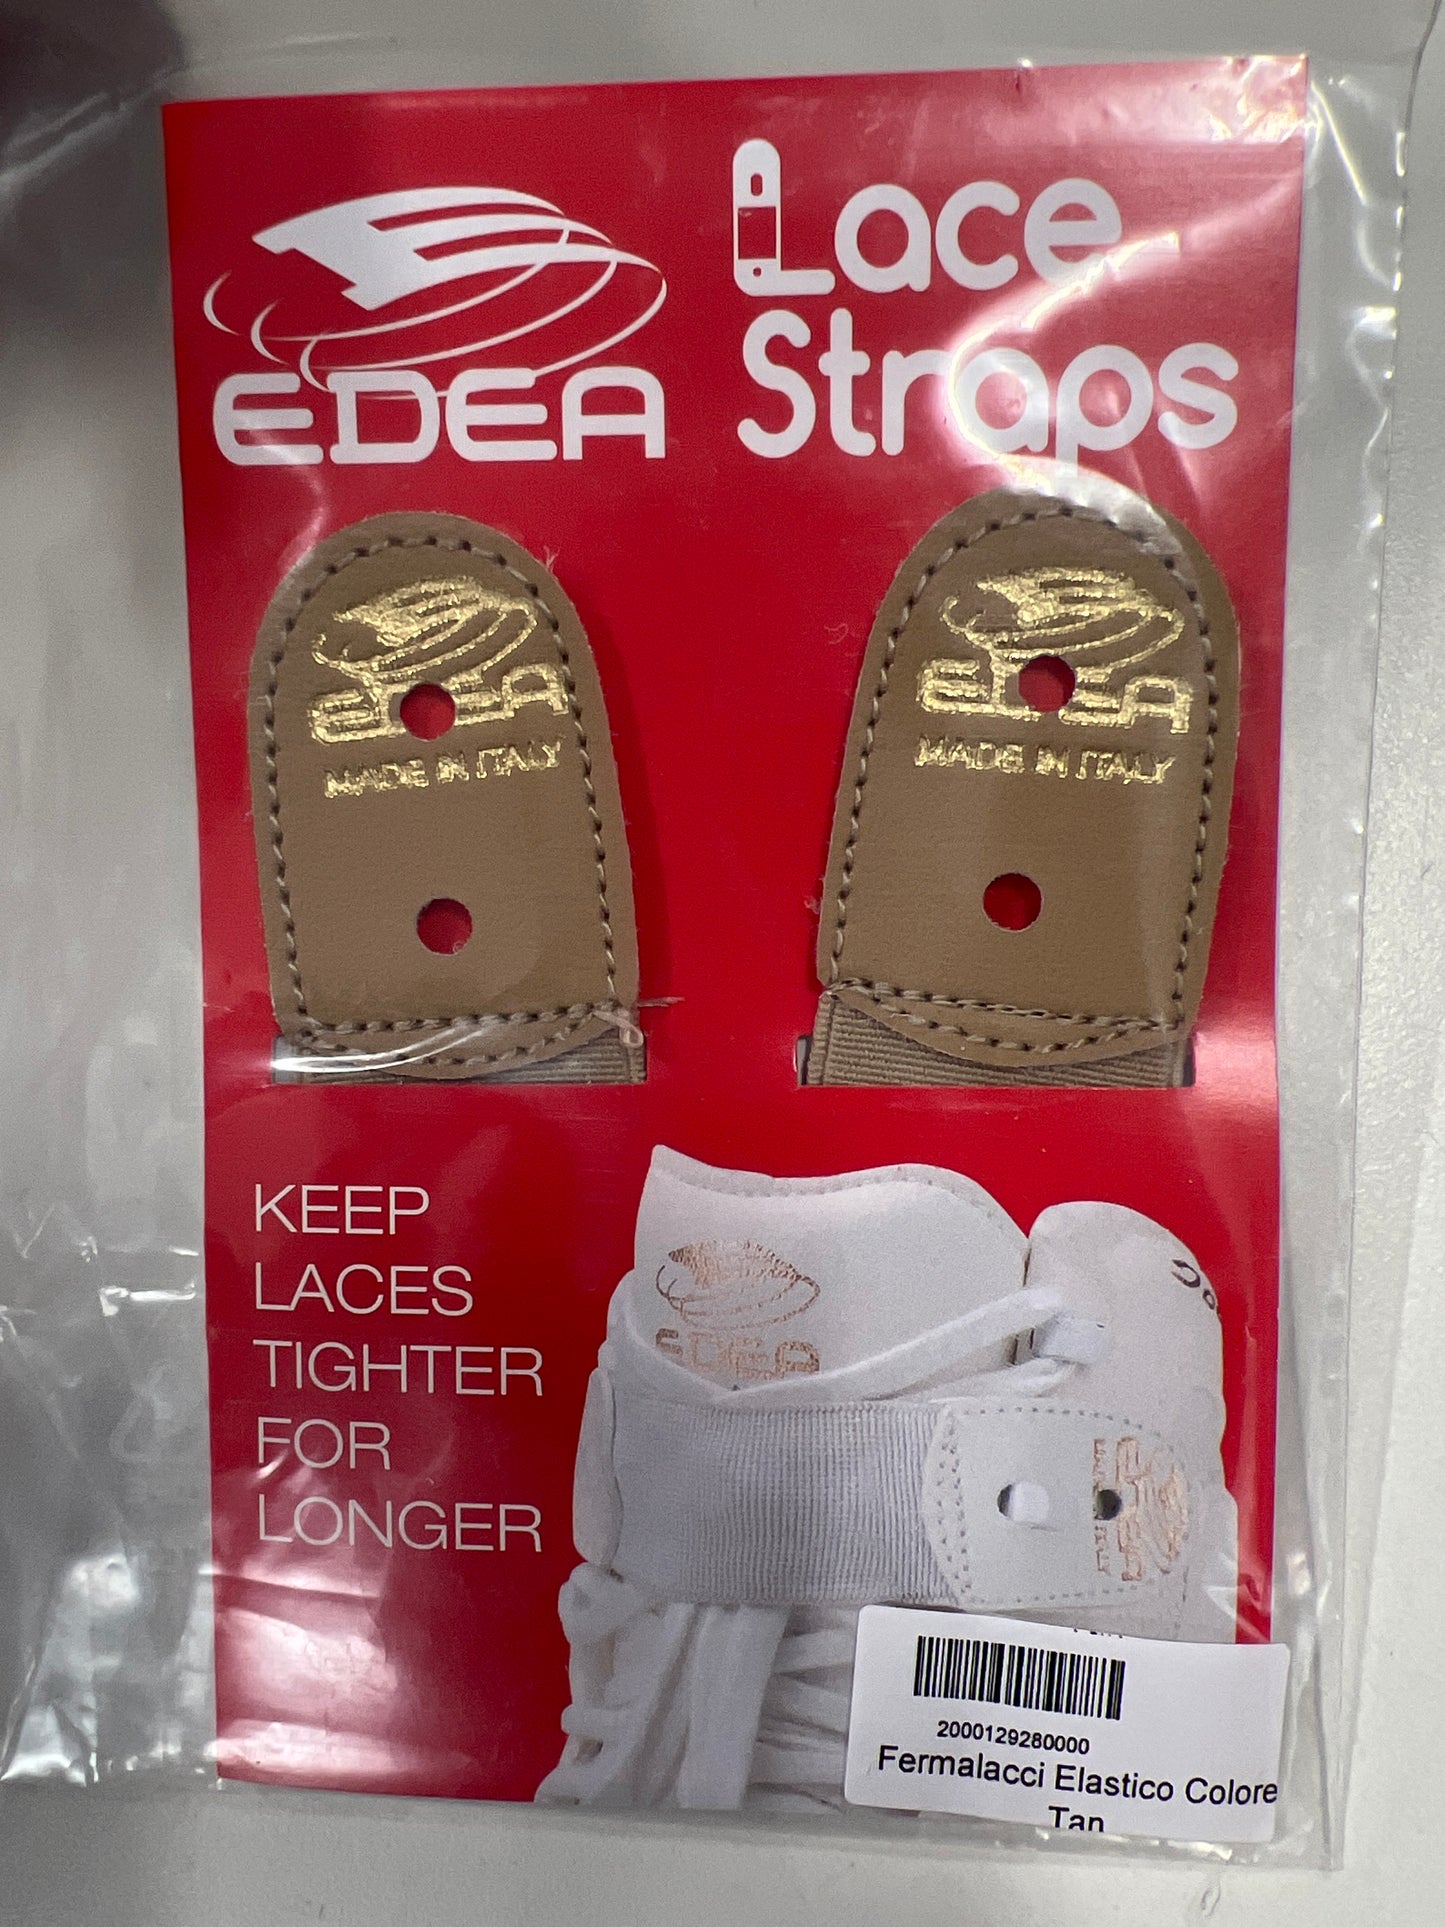 EDEA
Lace
Straps
EDEA
MADE IN ITALY
EDEA
MADE IN ITALY
KEEP
LACES
TIGHTER
FOR
LONGER
EDEA
EDEA
2000129280000
Fermalacci Elastico Colore
Tan